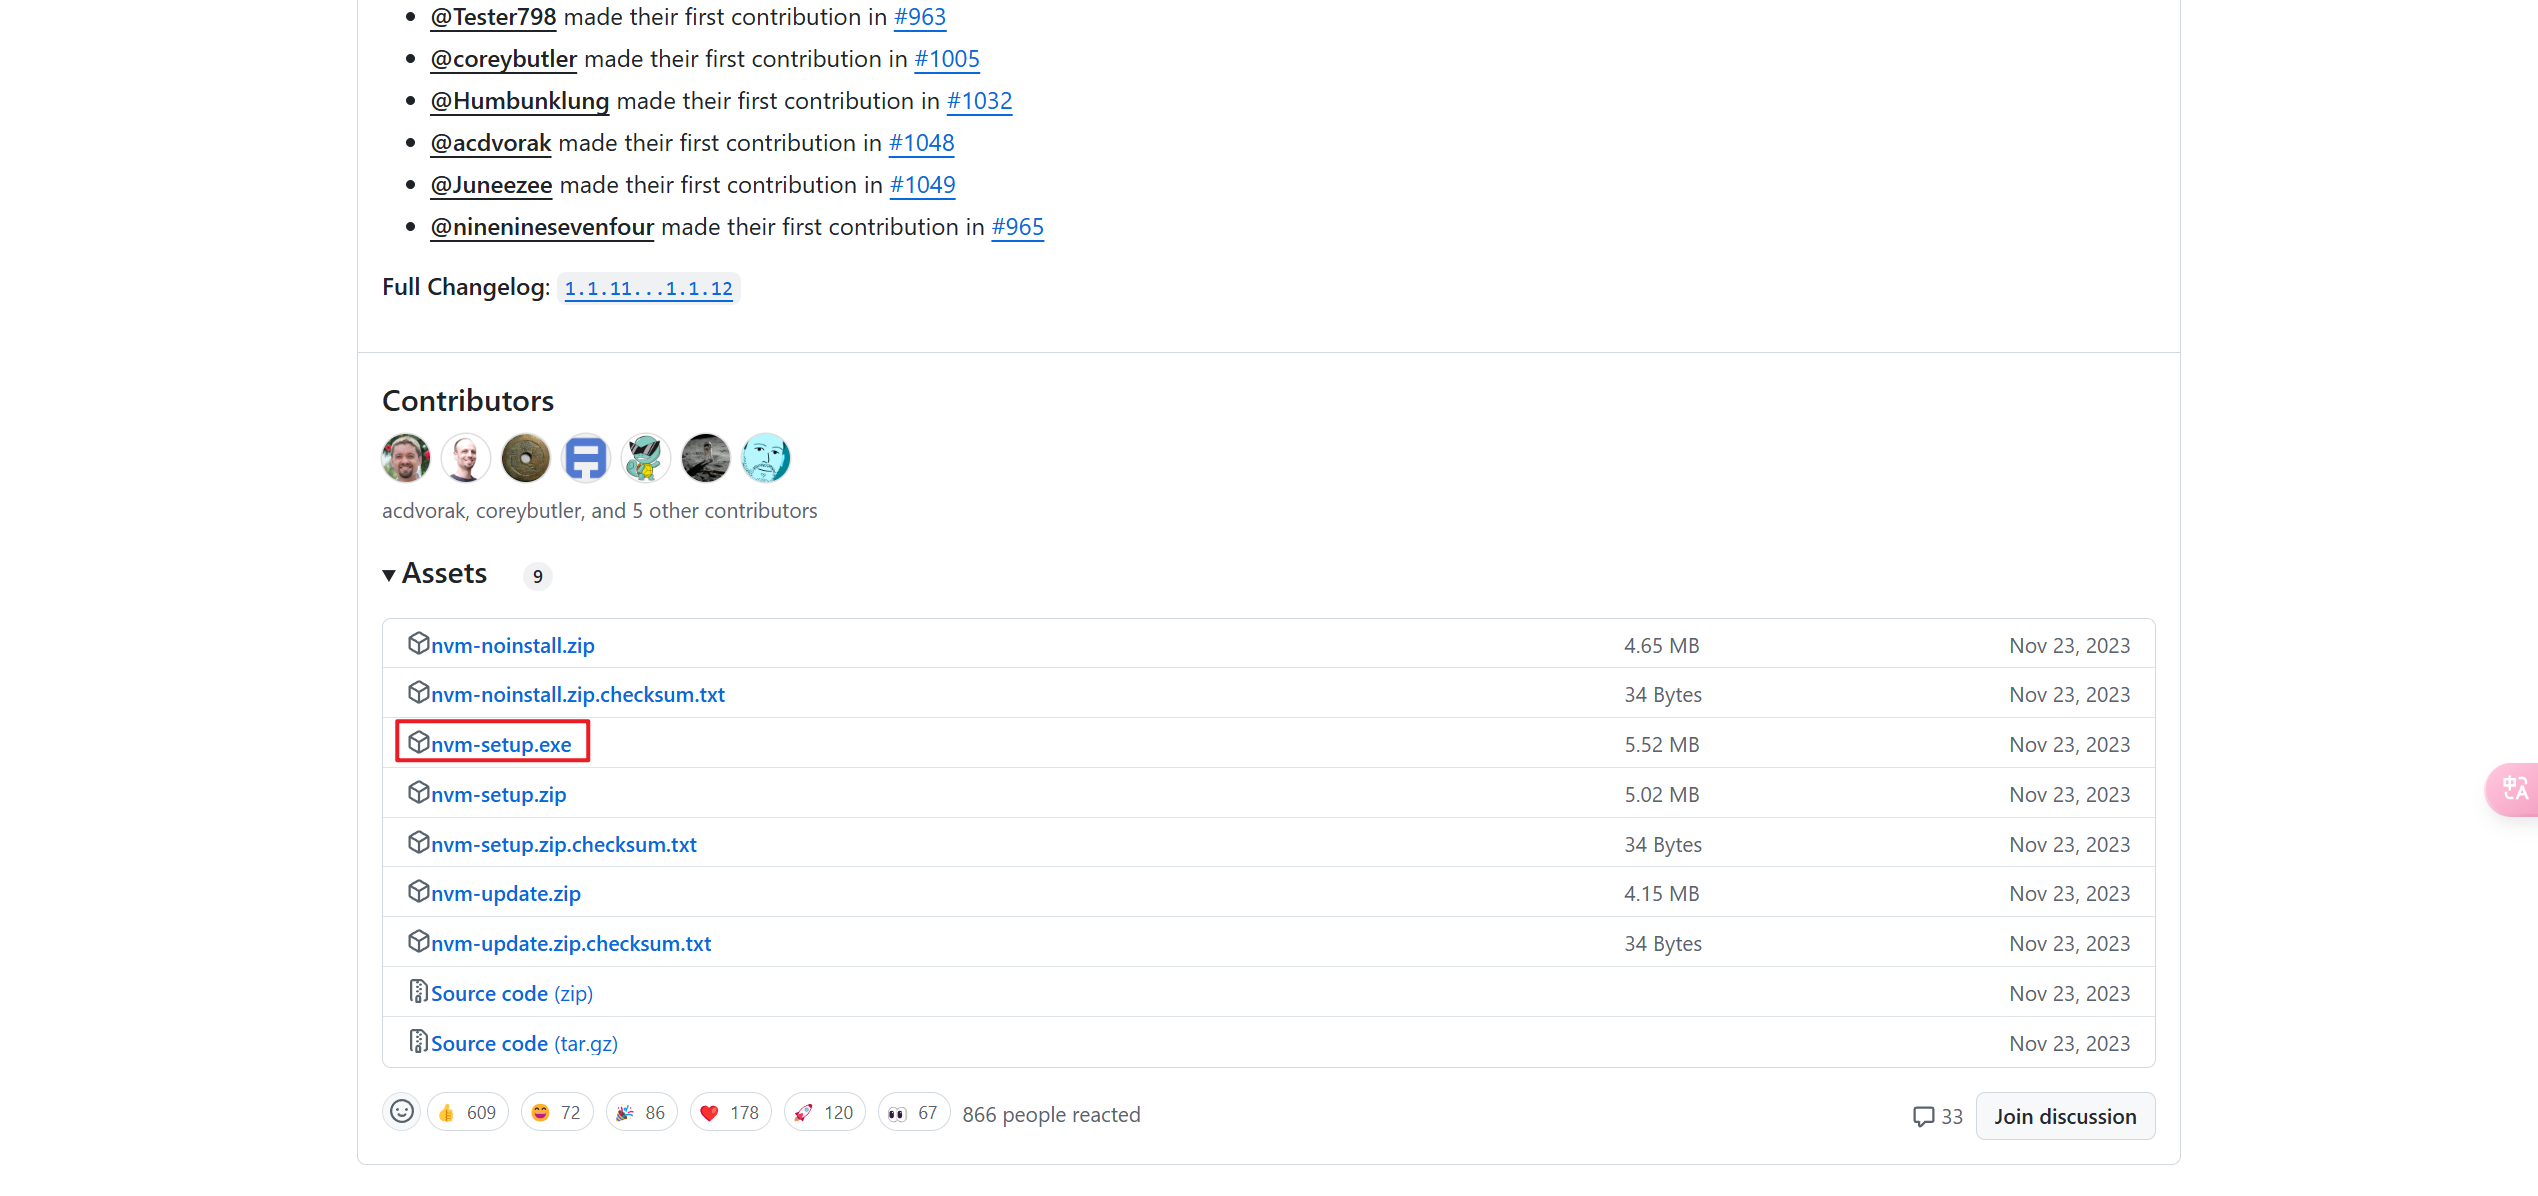 @Tester798 made their first contribution in #963
@coreybutler made their first contribution in #1005
@Humbunklung made their first contribution in #1032
@acdvorak made their first contribution in #1048
@Juneezee made their first contribution in #1049
@nineninesevenfour made their first contribution in #965
Full Changelog: 1.1.11...1.1.12
Contributors
acdvorak, coreybutler, and 5 other contributors
Assets 9
nvm-noinstall.zip 4.65 MB Nov 23, 2023
nvm-noinstall.zip.checksum.txt 34 Bytes Nov 23, 2023
nvm-setup.exe 5.52 MB Nov 23, 2023
nvm-setup.zip 5.02 MB Nov 23, 2023
nvm-setup.zip.checksum.txt 34 Bytes Nov 23, 2023
nvm-update.zip 4.15 MB Nov 23, 2023
nvm-update.zip.checksum.txt 34 Bytes Nov 23, 2023
Source code (zip) Nov 23, 2023
Source code (tar.gz) Nov 23, 2023
609 72 86 178 120 67 866 people reacted 33 Join discussion
中A